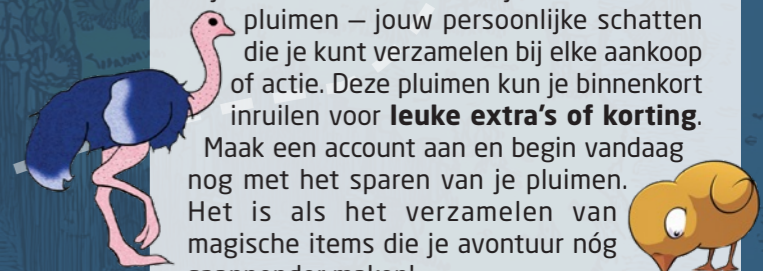 pluimen – jouw persoonlijke schatten
die je kunt verzamelen bij elke aankoop
of actie. Deze pluimen kun je binnenkort
inruilen voor leuke extra's of korting.
Maak een account aan en begin vandaag
nog met het sparen van je pluimen.
Het is als het verzamelen van
magische items die je avontuur nóg